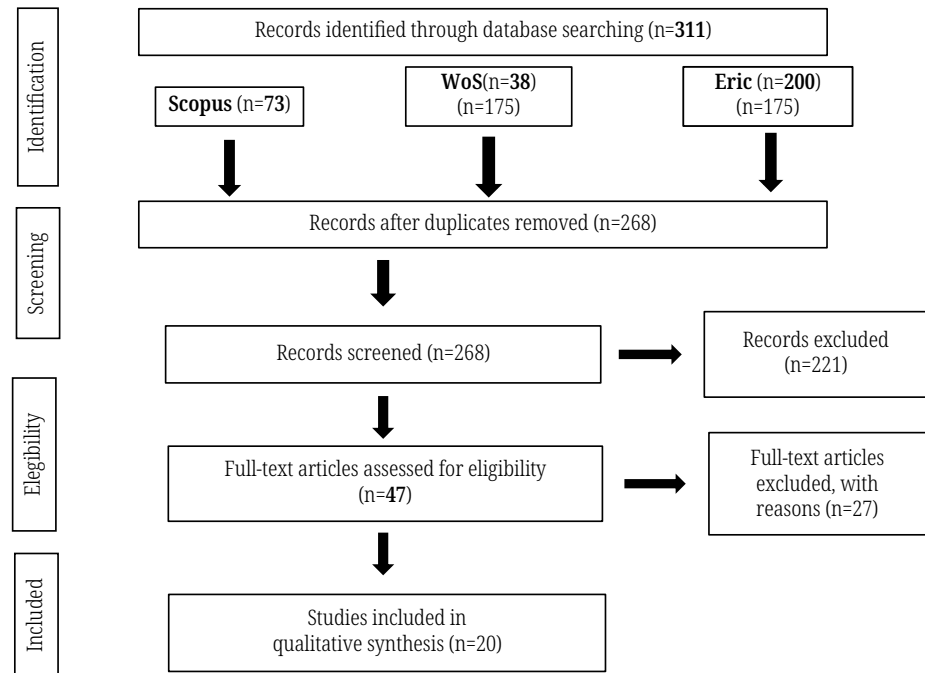 Identification
Records identified through database searching (n=311)
Scopus (n=73)
WoS(n=38)
(n=175)
Eric (n=200)
(n=175)
Screening
Records after duplicates removed (n=268)
Records screened (n=268)
Records excluded
(n=221)
Elegibility
Full-text articles assessed for eligibility
(n=47)
Full-text articles
excluded, with
reasons (n=27)
Included
Studies included in
qualitative synthesis (n=20)